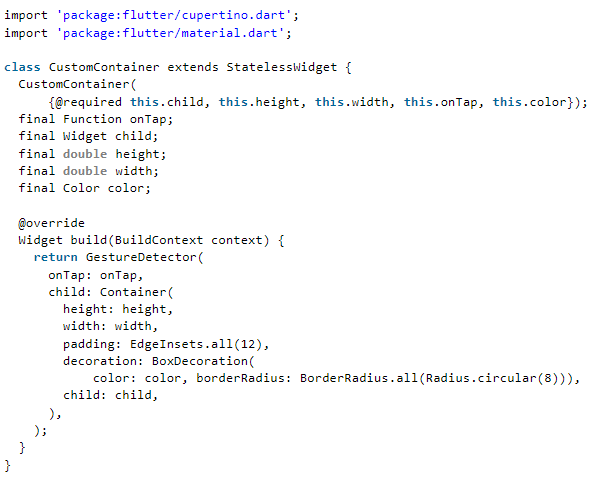 import 'package:flutter/cupertino.dart';
import 'package:flutter/material.dart';

class CustomContainer extends StatelessWidget {
  CustomContainer(
      {@required this.child, this.height, this.width, this.onTap, this.color});
  final Function onTap;
  final Widget child;
  final double height;
  final double width;
  final Color color;

  @override
  Widget build(BuildContext context) {
    return GestureDetector(
      onTap: onTap,
      child: Container(
        height: height,
        width: width,
        padding: EdgeInsets.all(12),
        decoration: BoxDecoration(
            color: color, borderRadius: BorderRadius.all(Radius.circular(8))),
        child: child,
      ),
    );
  }
}